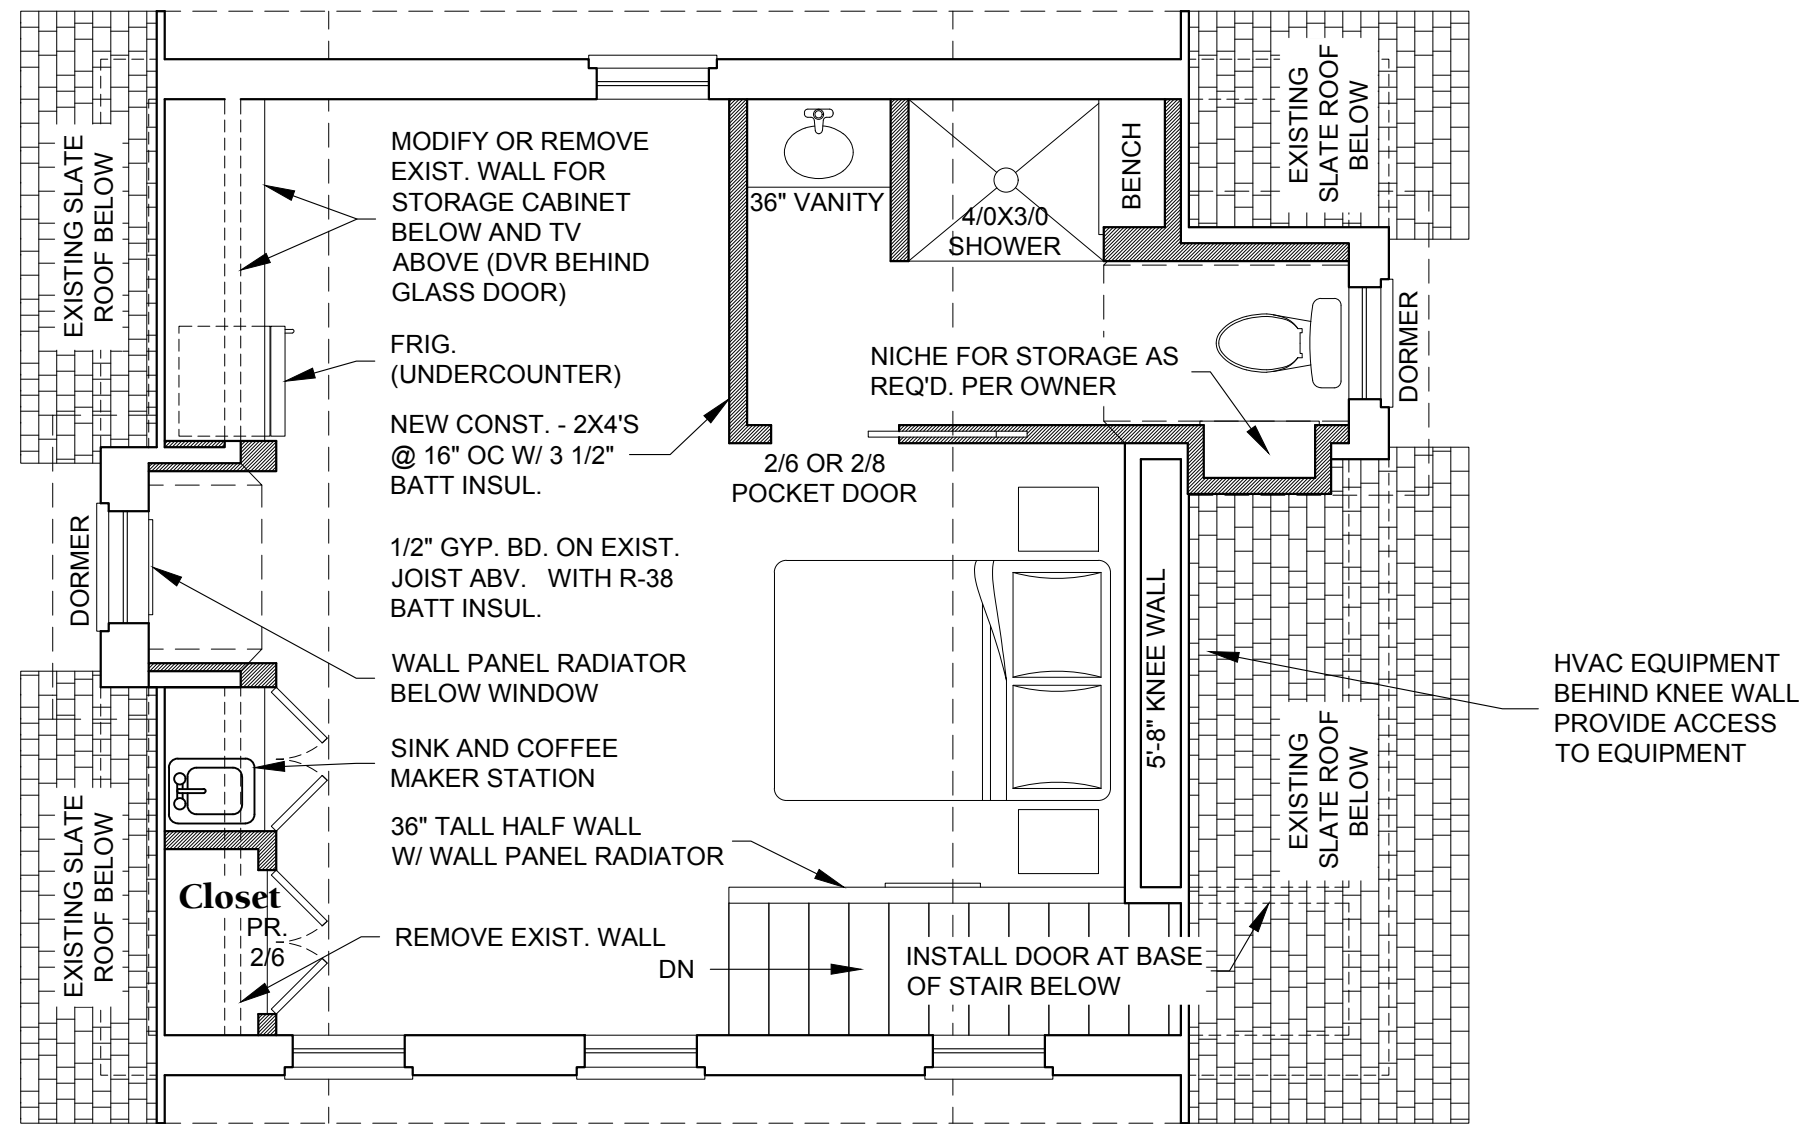 EXISTING SLATE
ROOF BELOW
MODIFY OR REMOVE
EXIST. WALL FOR
STORAGE CABINET
BELOW AND TV
ABOVE (DVR BEHIND
GLASS DOOR)
FRIG.
(UNDERCOUNTER)
NEW CONST. - 2X4'S
@ 16" OC W/ 3 1/2"
BATT INSUL.
1/2" GYP. BD. ON EXIST.
JOIST ABV. WITH R-38
BATT INSUL.
WALL PANEL RADIATOR
BELOW WINDOW
SINK AND COFFEE
MAKER STATION
36" TALL HALF WALL
W/ WALL PANEL RADIATOR
REMOVE EXIST. WALL
DN
DORMER
EXISTING SLATE
ROOF BELOW
Closet
PR.
2/6
36" VANITY
4/0X3/0
SHOWER
BENCH
NICHE FOR STORAGE AS
REQ'D. PER OWNER
2/6 OR 2/8
POCKET DOOR
5'-8" KNEE WALL
INSTALL DOOR AT BASE
OF STAIR BELOW
EXISTING
SLATE ROOF
BELOW
DORMER
EXISTING
SLATE ROOF
BELOW
HVAC EQUIPMENT
BEHIND KNEE WALL
PROVIDE ACCESS
TO EQUIPMENT